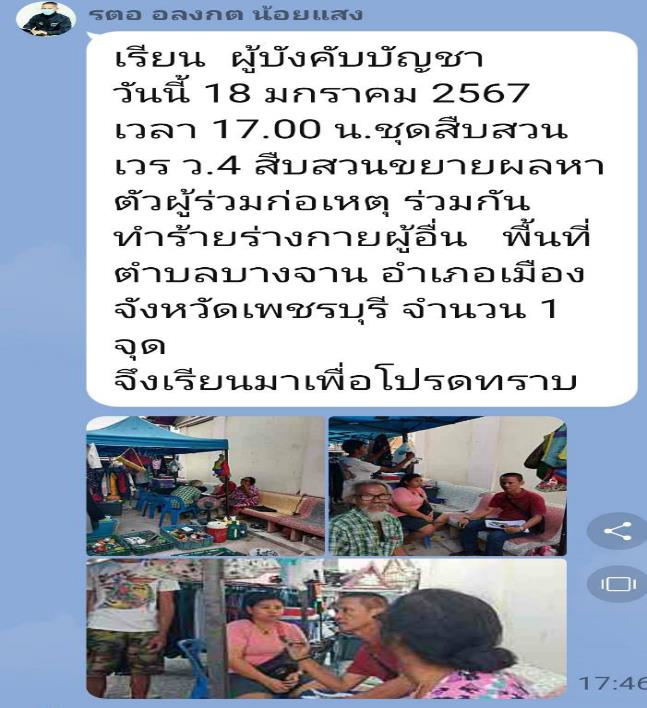 รตอ อลงกต น้อยแสง
เรียน ผู้บังคับบัญชา
วันนี้ 18 มกราคม 2567
เวลา 17.00 น.ชุดสืบสวน
เวร ว.4 สืบสวนขยายผลหา
ตัวผู้ร่วมก่อเหตุ ร่วมกัน
ทำร้ายร่างกายผู้อื่น พื้นที่
ตำบลบางจาน อำเภอเมือง
จังหวัดเพชรบุรี จำนวน 1
จุด
จึงเรียนมาเพื่อโปรดทราบ
17:46